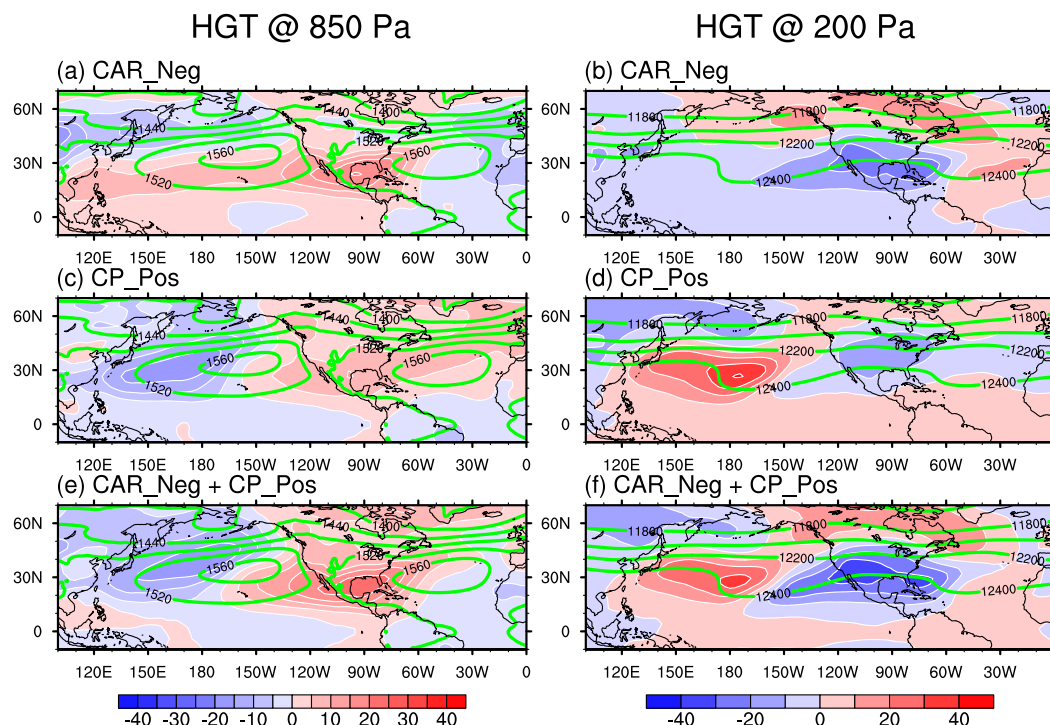 HGT @ 850 Pa
HGT @ 200 Pa
(a) CAR_Neg
60N
30N
0
1440
1400
1520
1560
1560
1520
120E 150E 180 150W 120W 90W 60W 30W 0
(b) CAR_Neg
60N
30N
0
11800
11800
11800
12200
12200
12400
12400
120E 150E 180 150W 120W 90W 60W 30W
(c) CP_Pos
60N
30N
0
1440
1400
1520
1560
1560
1520
120E 150E 180 150W 120W 90W 60W 30W 0
(d) CP_Pos
60N
30N
0
11800
11800
12200
12200
12400
12400
120E 150E 180 150W 120W 90W 60W 30W
(e) CAR_Neg + CP_Pos
60N
30N
0
1440
1440
1400
1520
1560
1560
1520
120E 150E 180 150W 120W 90W 60W 30W 0
(f) CAR_Neg + CP_Pos
60N
30N
0
11800
11800
11800
12200
12200
12400
12400
120E 150E 180 150W 120W 90W 60W 30W
-40 -30 -20 -10 0 10 20 30 40
-40 -20 0 20 40